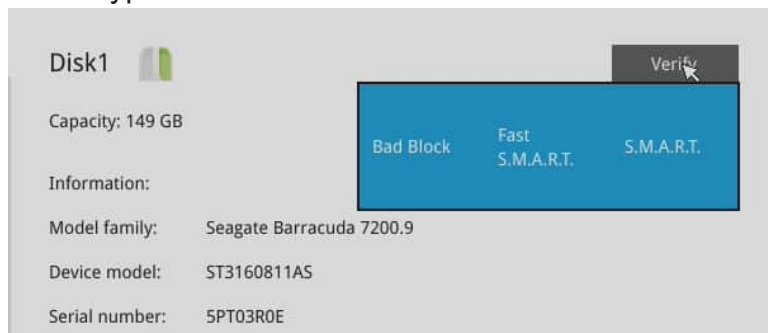 Disk1
Verify
Capacity: 149 GB
Bad Block
Fast
S.M.A.R.T.
S.M.A.R.T.
Information:
Model family: Seagate Barracuda 7200.9
Device model: ST3160811AS
Serial number: 5PT03R0E